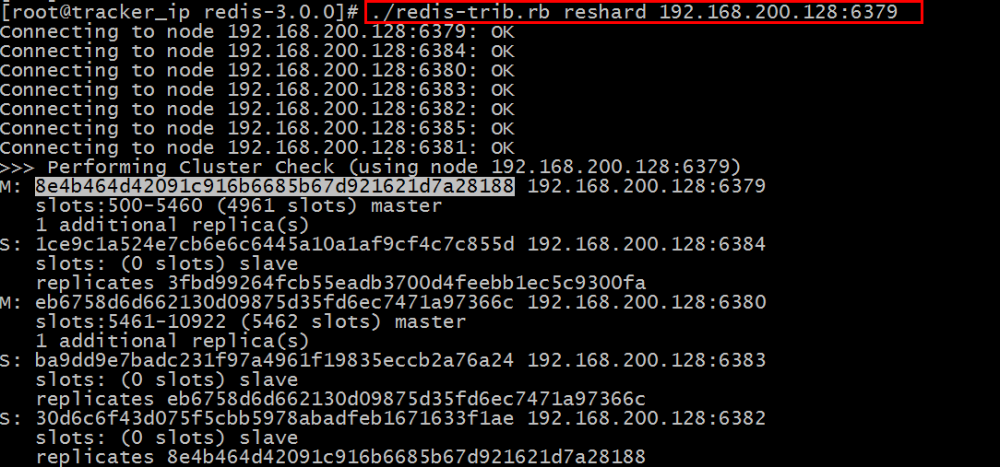 [root@tracker_ip redis-3.0.0]# ./redis-trib.rb reshard 192.168.200.128:6379
Connecting to node 192.168.200.128:6379: OK
Connecting to node 192.168.200.128:6384: OK
Connecting to node 192.168.200.128:6380: OK
Connecting to node 192.168.200.128:6383: OK
Connecting to node 192.168.200.128:6382: OK
Connecting to node 192.168.200.128:6385: OK
Connecting to node 192.168.200.128:6381: OK
>>> Performing Cluster Check (using node 192.168.200.128:6379)
M: 8e4b464d42091c916b6685b67d921621d7a28188 192.168.200.128:6379
slots:500-5460 (4961 slots) master
1 additional replica(s)
S: 1ce9c1a524e7cb6e6c6445a10a1af9cf4c7c855d 192.168.200.128:6384
slots: (0 slots) slave
replicates 3fbd99264fcb55eadb3700d4feebb1ec5c9300fa
M: eb6758d6d662130d09875d35fd6ec7471a97366c 192.168.200.128:6380
slots:5461-10922 (5462 slots) master
1 additional replica(s)
S: ba9dd9e7badc231f97a4961f19835eccb2a76a24 192.168.200.128:6383
slots: (0 slots) slave
replicates eb6758d6d662130d09875d35fd6ec7471a97366c
S: 30d6c6f43d075f5cbb5978abadfeb1671633f1ae 192.168.200.128:6382
slots: (0 slots) slave
replicates 8e4b464d42091c916b6685b67d921621d7a28188